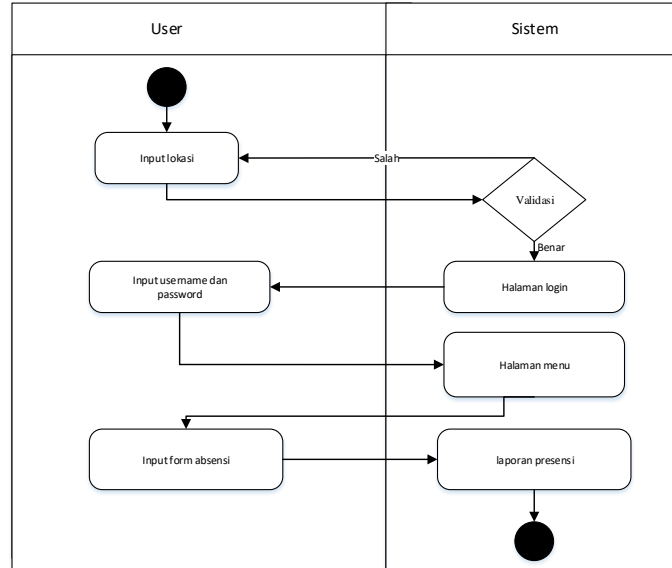 User
Sistem
Input lokasi
Salah
Validasi
Benar
Input username dan
password
Halaman login
Halaman menu
Input form absensi
laporan presensi